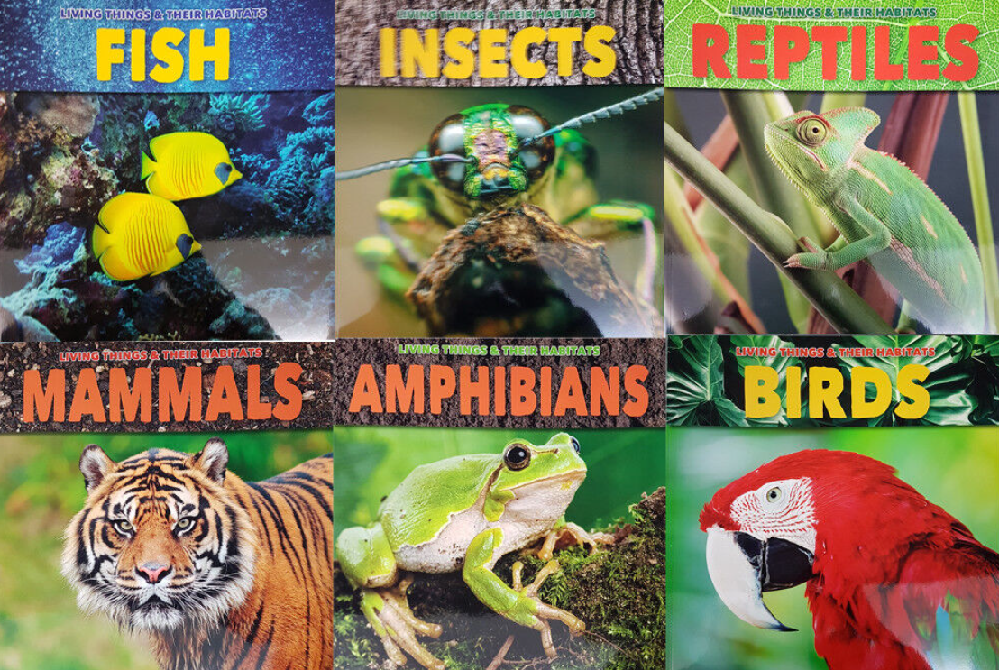 LIVING THINGS & THEIR HABITATS
FISH
LIVING THINGS & THEIR HABITATS
INSECTS
LIVING THINGS & THEIR HABITATS
REPTILES
LIVING THINGS & THEIR HABITATS
MAMMALS
LIVING THINGS & THEIR HABITATS
AMPHIBIANS
LIVING THINGS & THEIR HABITATS
BIRDS